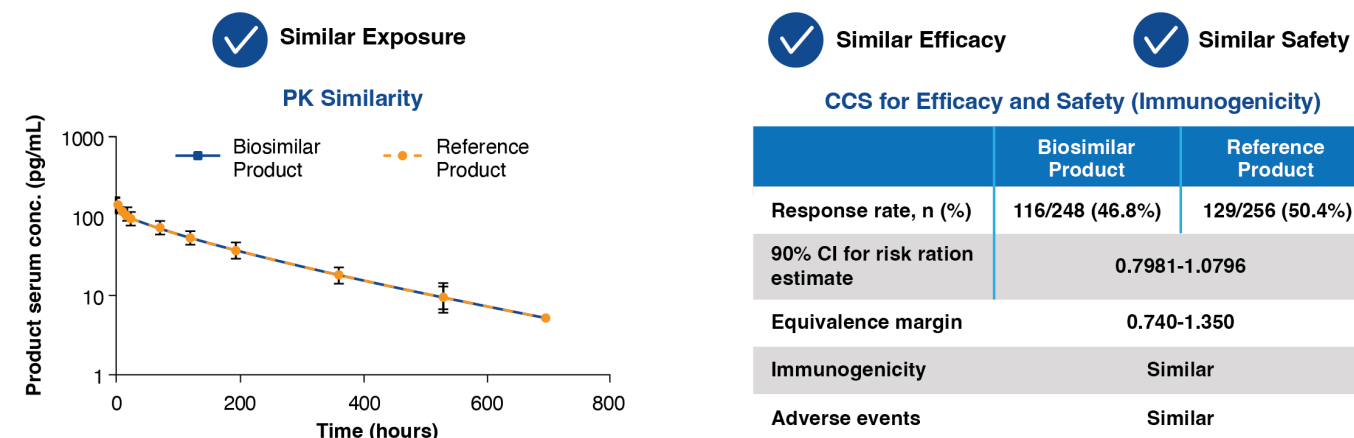 Similar Exposure
PK Similarity
Product serum conc. (pg/mL)
1000
100
10
1
Biosimilar
Product
Reference
Product
0
200
400
600
800
Time (hours)
Similar Efficacy
Similar Safety
CCS for Efficacy and Safety (Immunogenicity)
Biosimilar
Product
Reference
Product
Response rate, n (%)
116/248 (46.8%)
129/256 (50.4%)
90% CI for risk ration
estimate
0.7981-1.0796
Equivalence margin
0.740-1.350
Immunogenicity
Similar
Adverse events
Similar